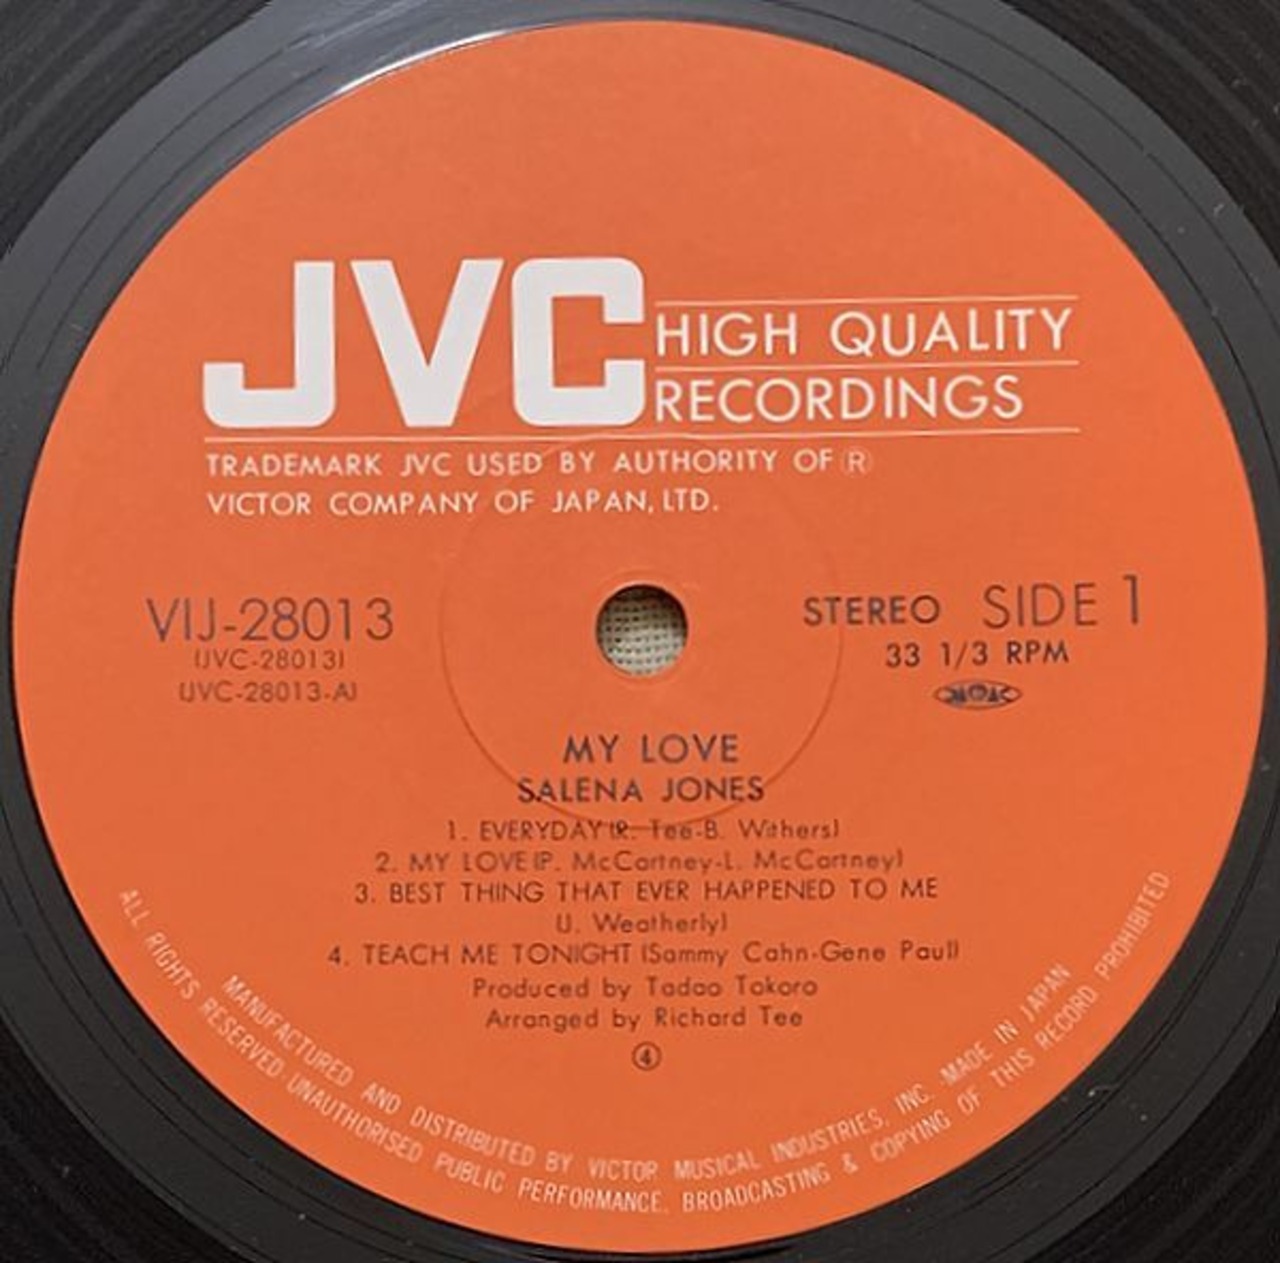 JVC HIGH QUALITY
RECORDINGS
TRADEMARK JVC USED BY AUTHORITY OF Ⓡ
VICTOR COMPANY OF JAPAN, LTD.
VIJ-28013
(JVC-28013)
(JVC-28013-A)
STEREO SIDE 1
33 1/3 RPM
MY LOVE
SALENA JONES
1. EVERYDAY (R. Tee-B. Withers)
2. MY LOVE (P. McCartney-L. McCartney)
3. BEST THING THAT EVER HAPPENED TO ME
(J. Weatherly)
4. TEACH ME TONIGHT (Sammy Cahn-Gene Paul)
Produced by Tadao Tokoro
Arranged by Richard Tee
④
MANUFACTURED AND DISTRIBUTED BY VICTOR MUSICAL INDUSTRIES, INC. MADE IN JAPAN
ALL RIGHTS RESERVED UNAUTHORISED PUBLIC PERFORMANCE, BROADCASTING & COPYING OF THIS RECORD PROHIBITED